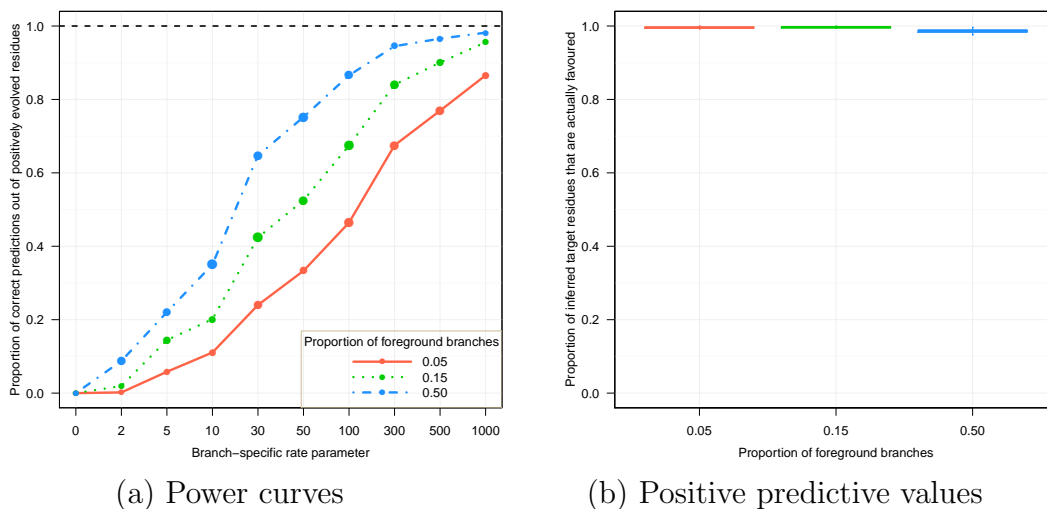 Proportion of correct predictions out of positively evolved residues
1.0
0.8
0.6
0.4
0.2
0.0
Proportion of foreground branches
0.05
0.15
0.50
0 2 5 10 30 50 100 300 500 1000
Branch−specific rate parameter
(a) Power curves
Proportion of inferred target residues that are actually favoured
1.0
0.8
0.6
0.4
0.2
0.0
0.05 0.15 0.50
Proportion of foreground branches
(b) Positive predictive values